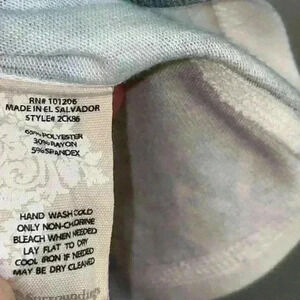 RN# 101206
MADE IN EL SALVADOR
STYLE# 2CK86
65% POLYESTER
30% RAYON
5% SPANDEX
HAND WASH COLD
ONLY NON-CHLORINE
BLEACH WHEN NEEDED
LAY FLAT TO DRY
COOL IRON IF NEEDED
MAY BE DRY CLEANED